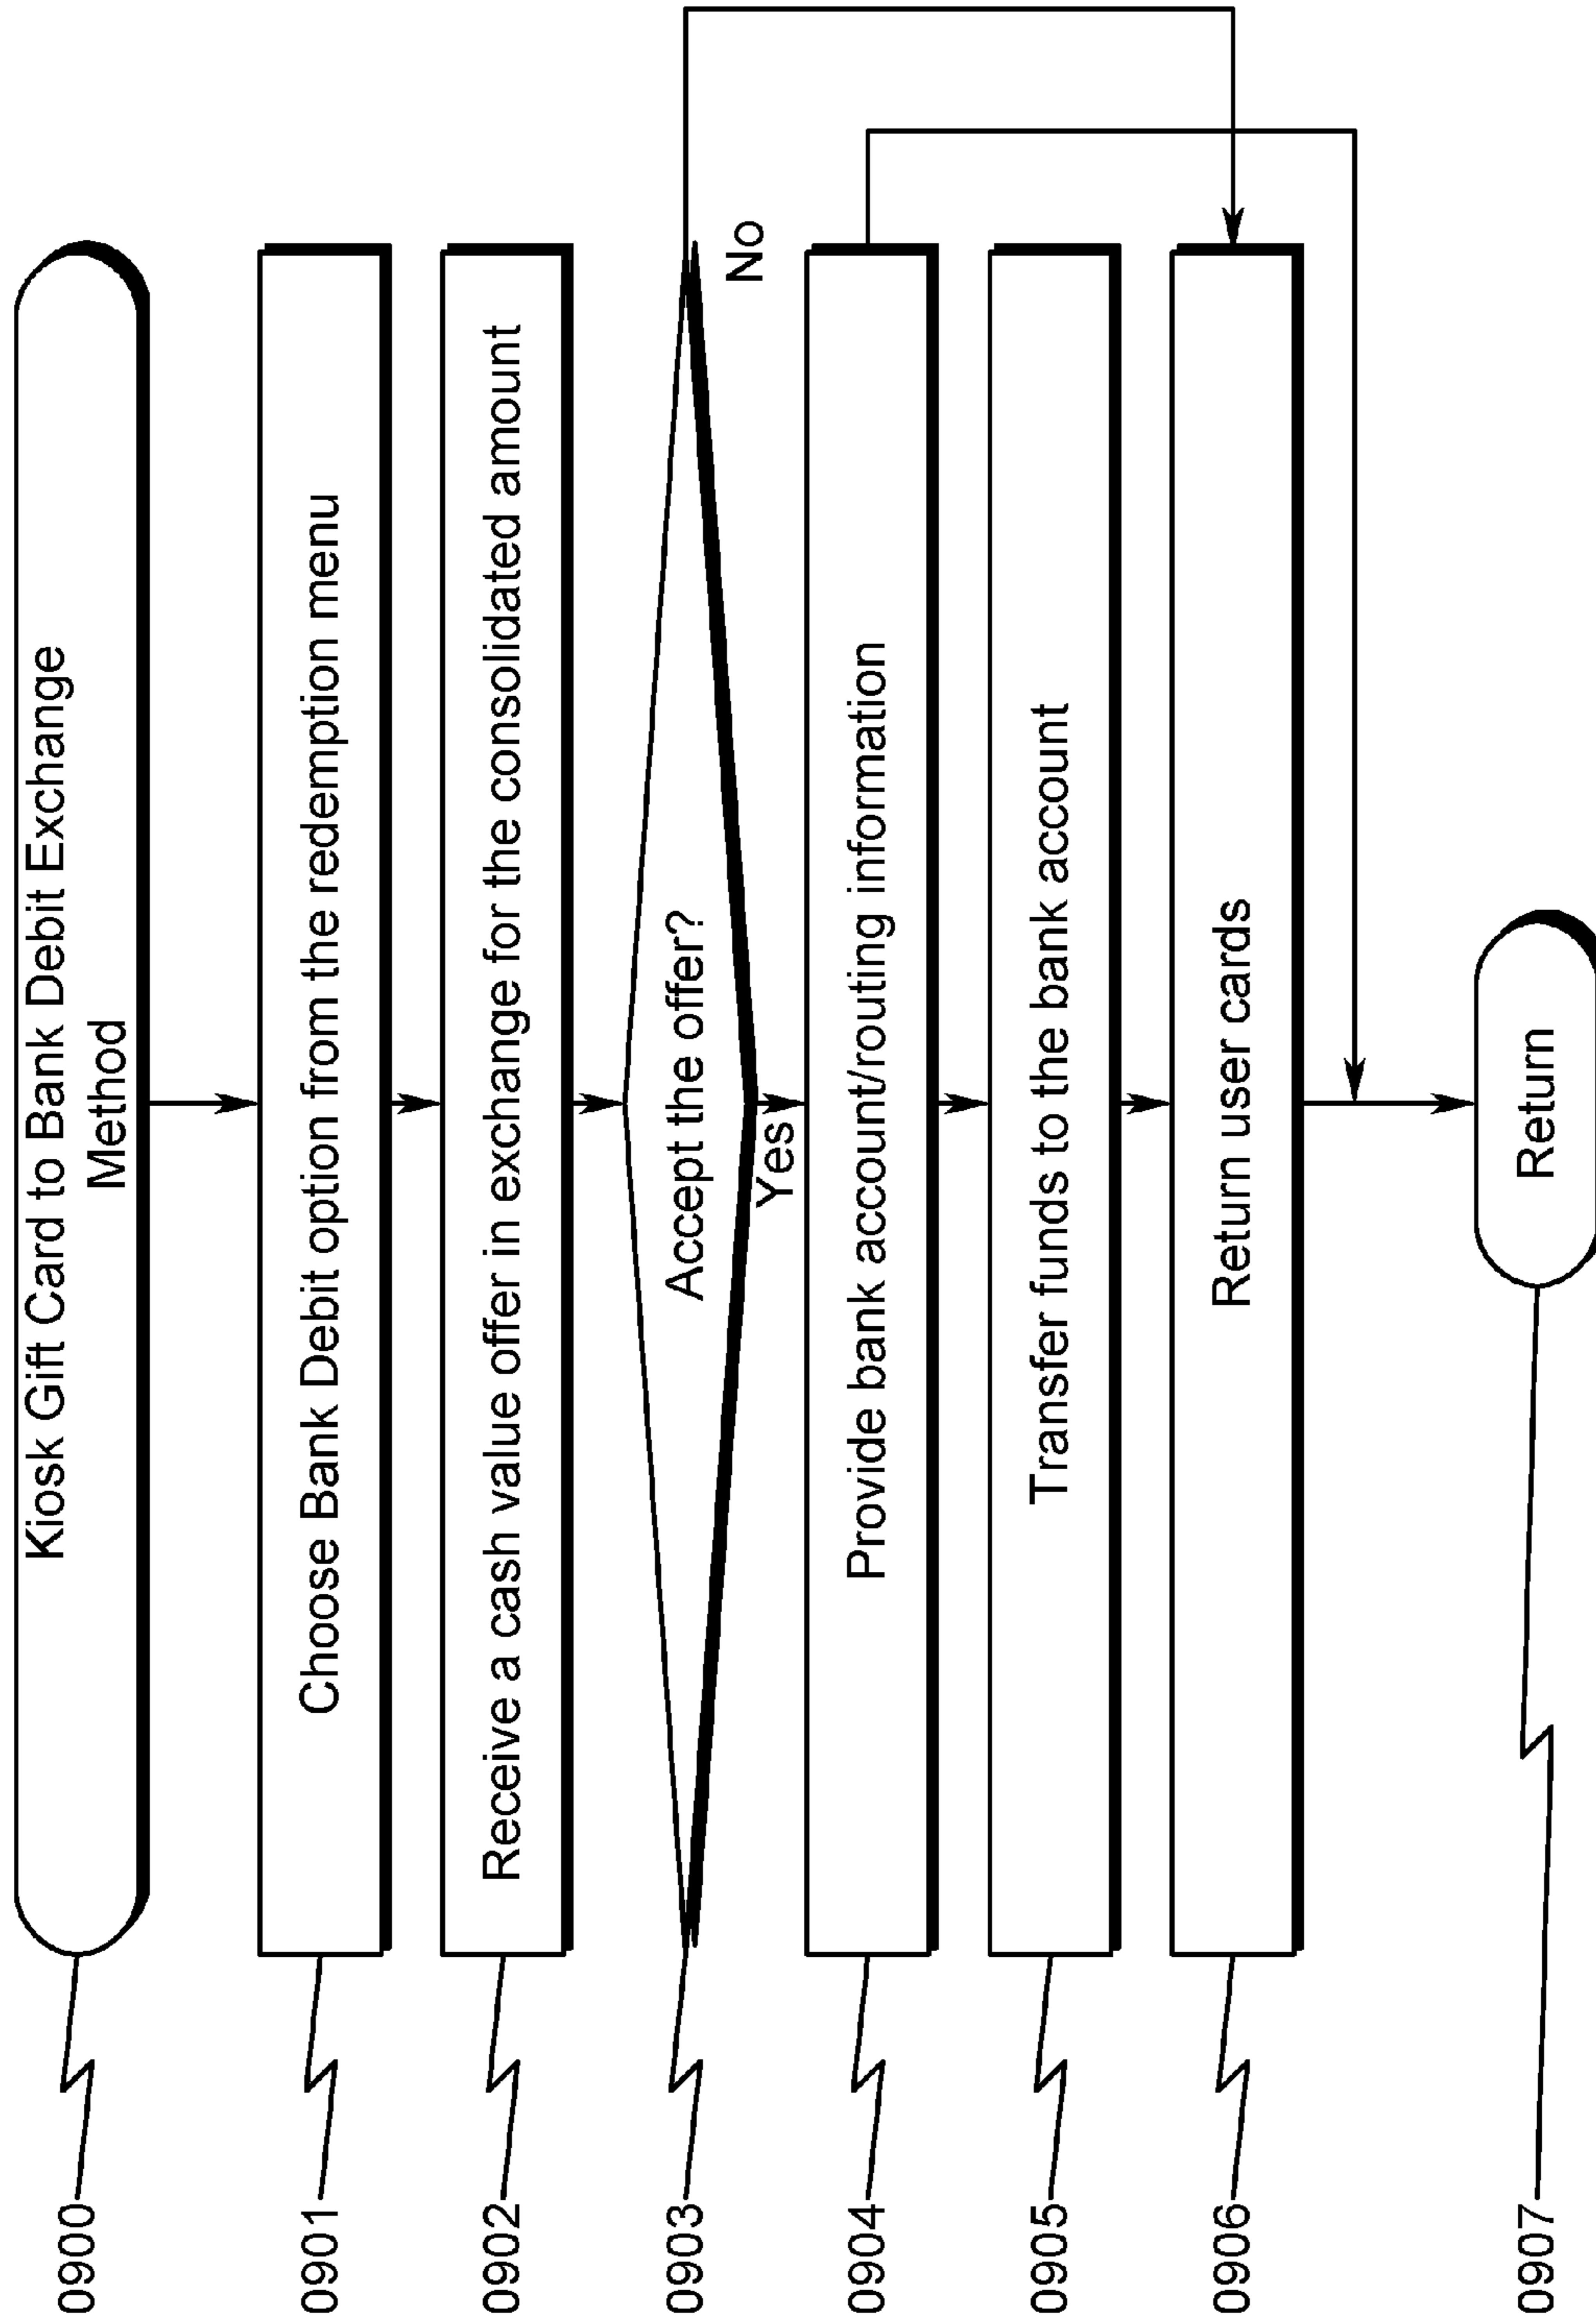 0900
Kiosk Gift Card to Bank Debit Exchange
Method
0901
Choose Bank Debit option from the redemption menu
0902
Receive a cash value offer in exchange for the consolidated amount
0903
Accept the offer?
No
Yes
0904
Provide bank account/routing information
0905
Transfer funds to the bank account
0906
Return user cards
0907
Return